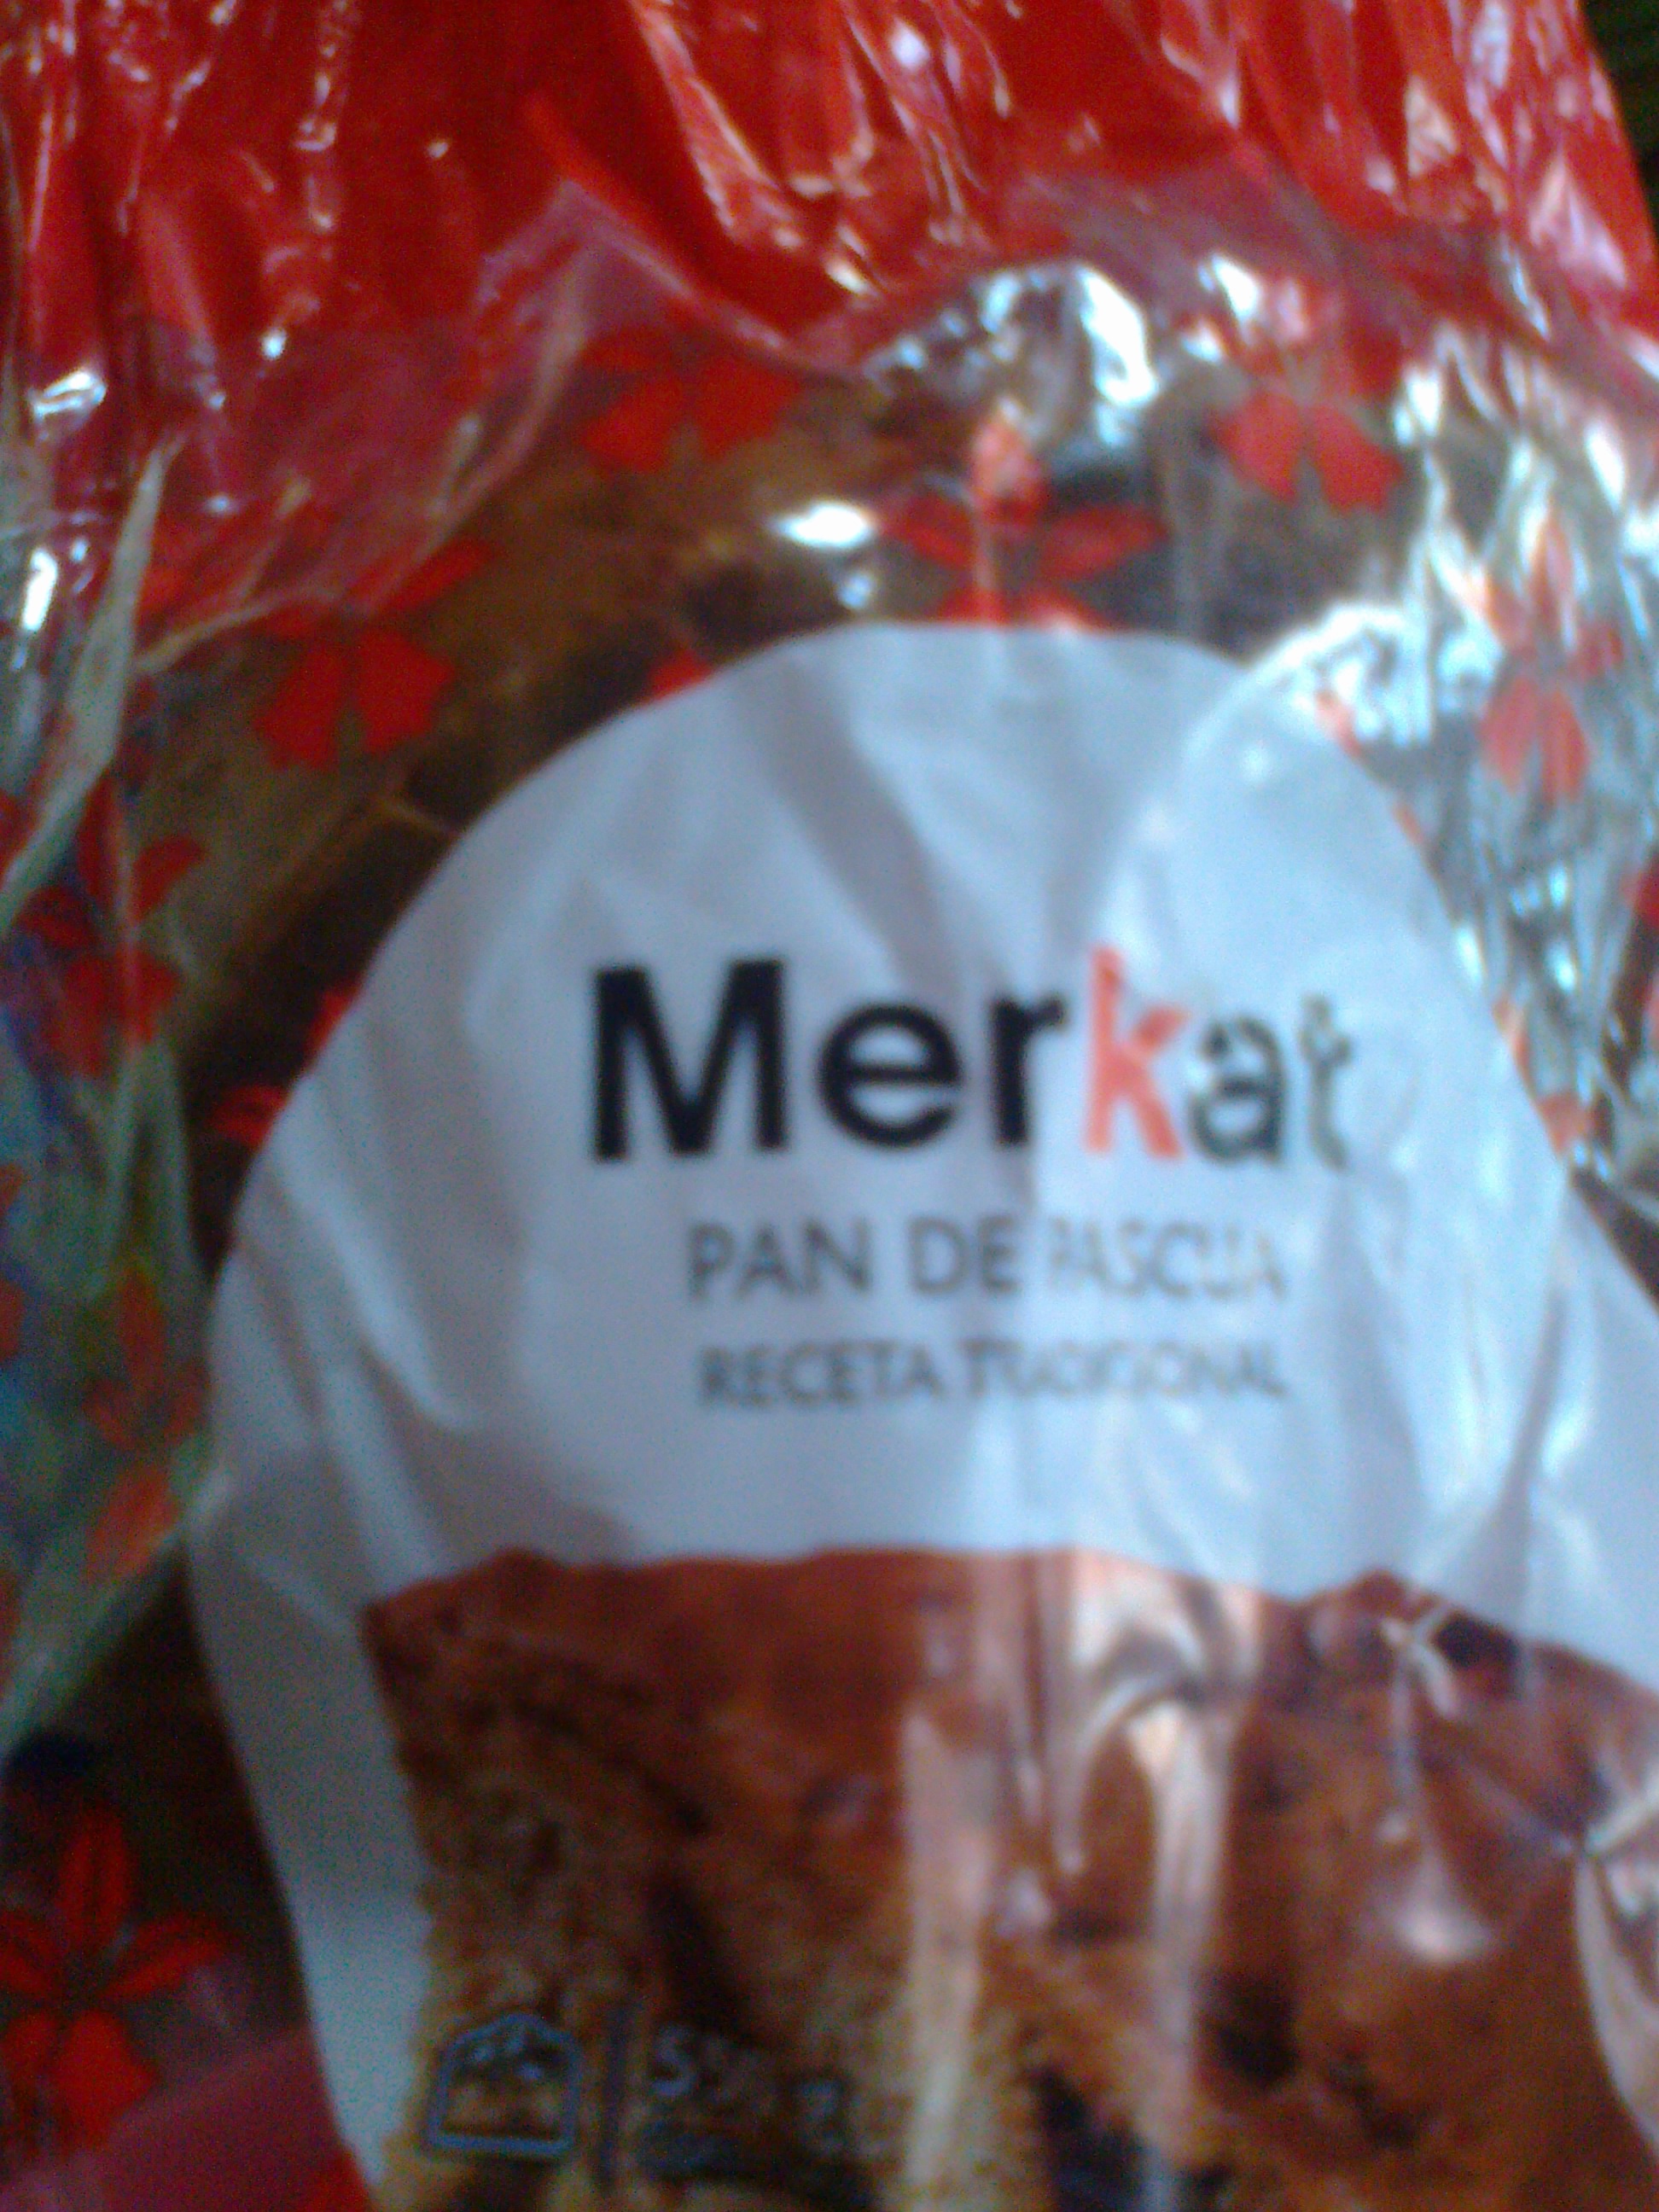 Merkat
PAN DE PASCUA
RECETA TRADICIONAL